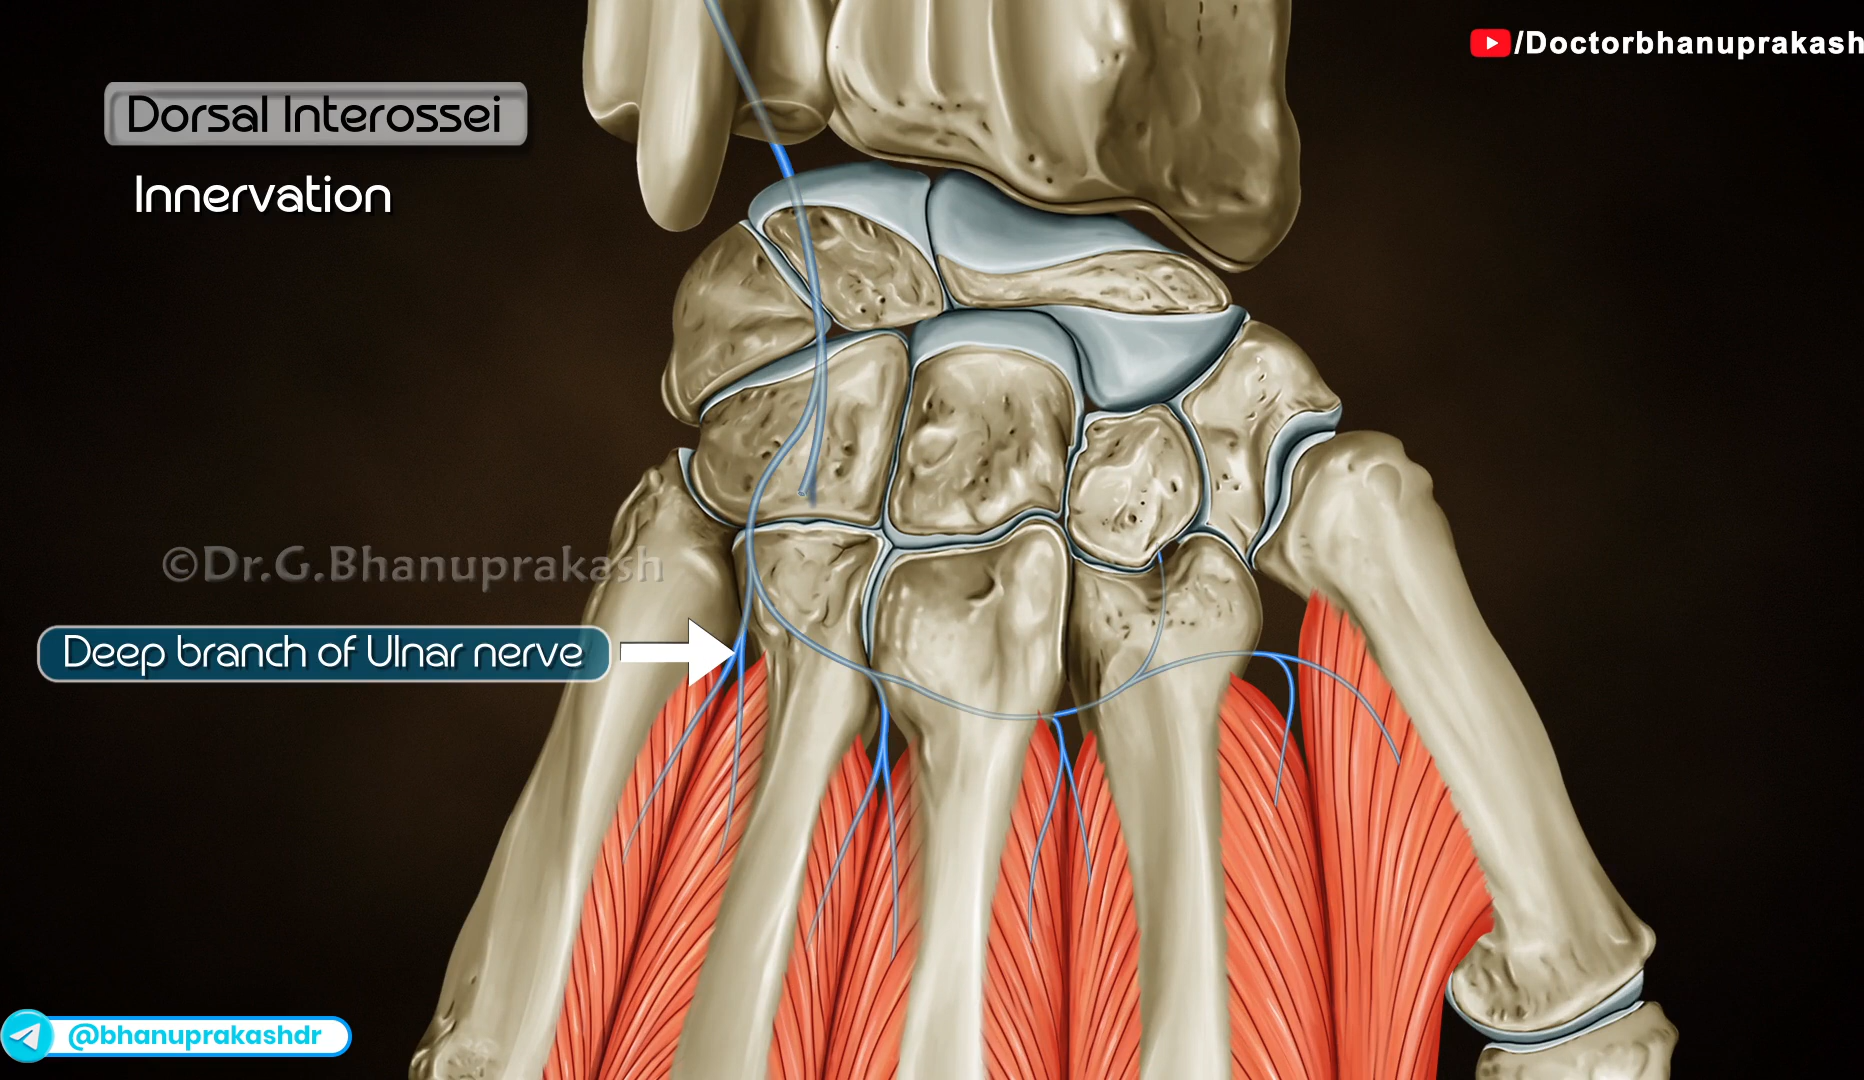 /Doctorbhanuprakash
Dorsal Interossei
Innervation
©Dr.G.Bhanuprakash
Deep branch of Ulnar nerve
@bhanuprakashdr